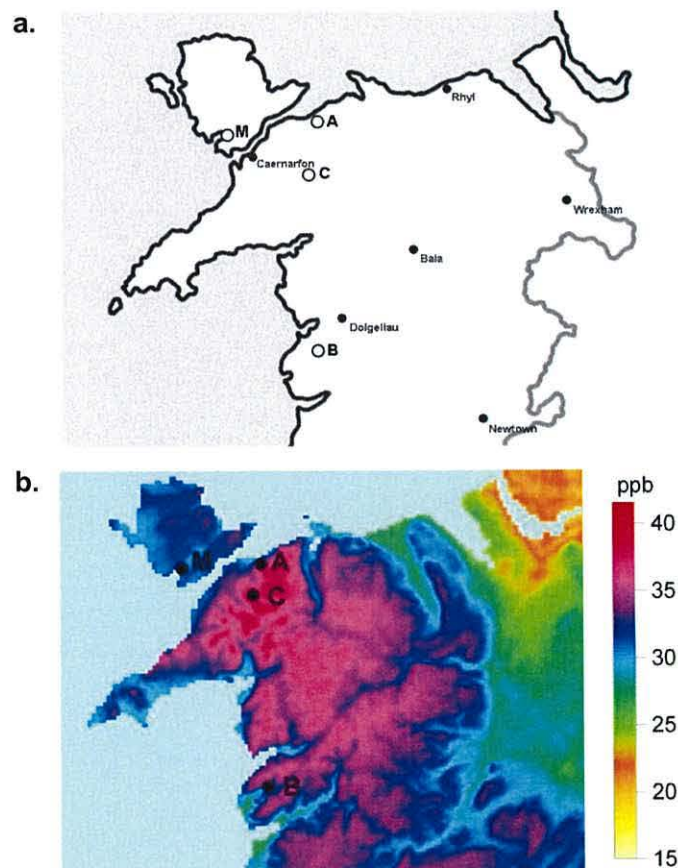 a.
Rhyl
A
M
Caernarfon
C
Wrexham
Bala
Dolgellau
B
Newtown
b.
ppb
40
M
A
C
35
30
25
B
20
15